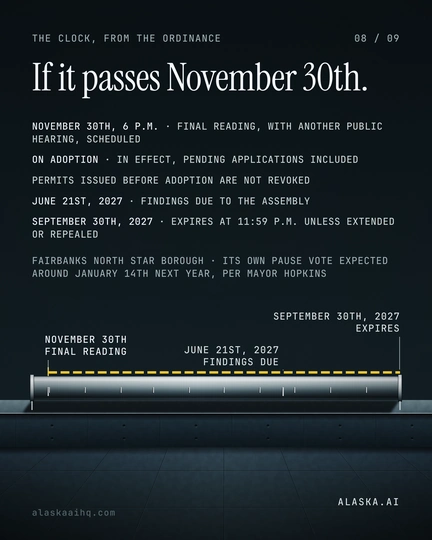 THE CLOCK, FROM THE ORDINANCE
08 / 09
If it passes November 30th.
NOVEMBER 30TH, 6 P.M. · FINAL READING, WITH ANOTHER PUBLIC
HEARING, SCHEDULED
ON ADOPTION · IN EFFECT, PENDING APPLICATIONS INCLUDED
PERMITS ISSUED BEFORE ADOPTION ARE NOT REVOKED
JUNE 21ST, 2027 · FINDINGS DUE TO THE ASSEMBLY
SEPTEMBER 30TH, 2027 · EXPIRES AT 11:59 P.M. UNLESS EXTENDED
OR REPEALED
FAIRBANKS NORTH STAR BOROUGH · ITS OWN PAUSE VOTE EXPECTED
AROUND JANUARY 14TH NEXT YEAR, PER MAYOR HOPKINS
SEPTEMBER 30TH, 2027
EXPIRES
NOVEMBER 30TH
FINAL READING
JUNE 21ST, 2027
FINDINGS DUE
ALASKA.AI
alaskaaihq.com